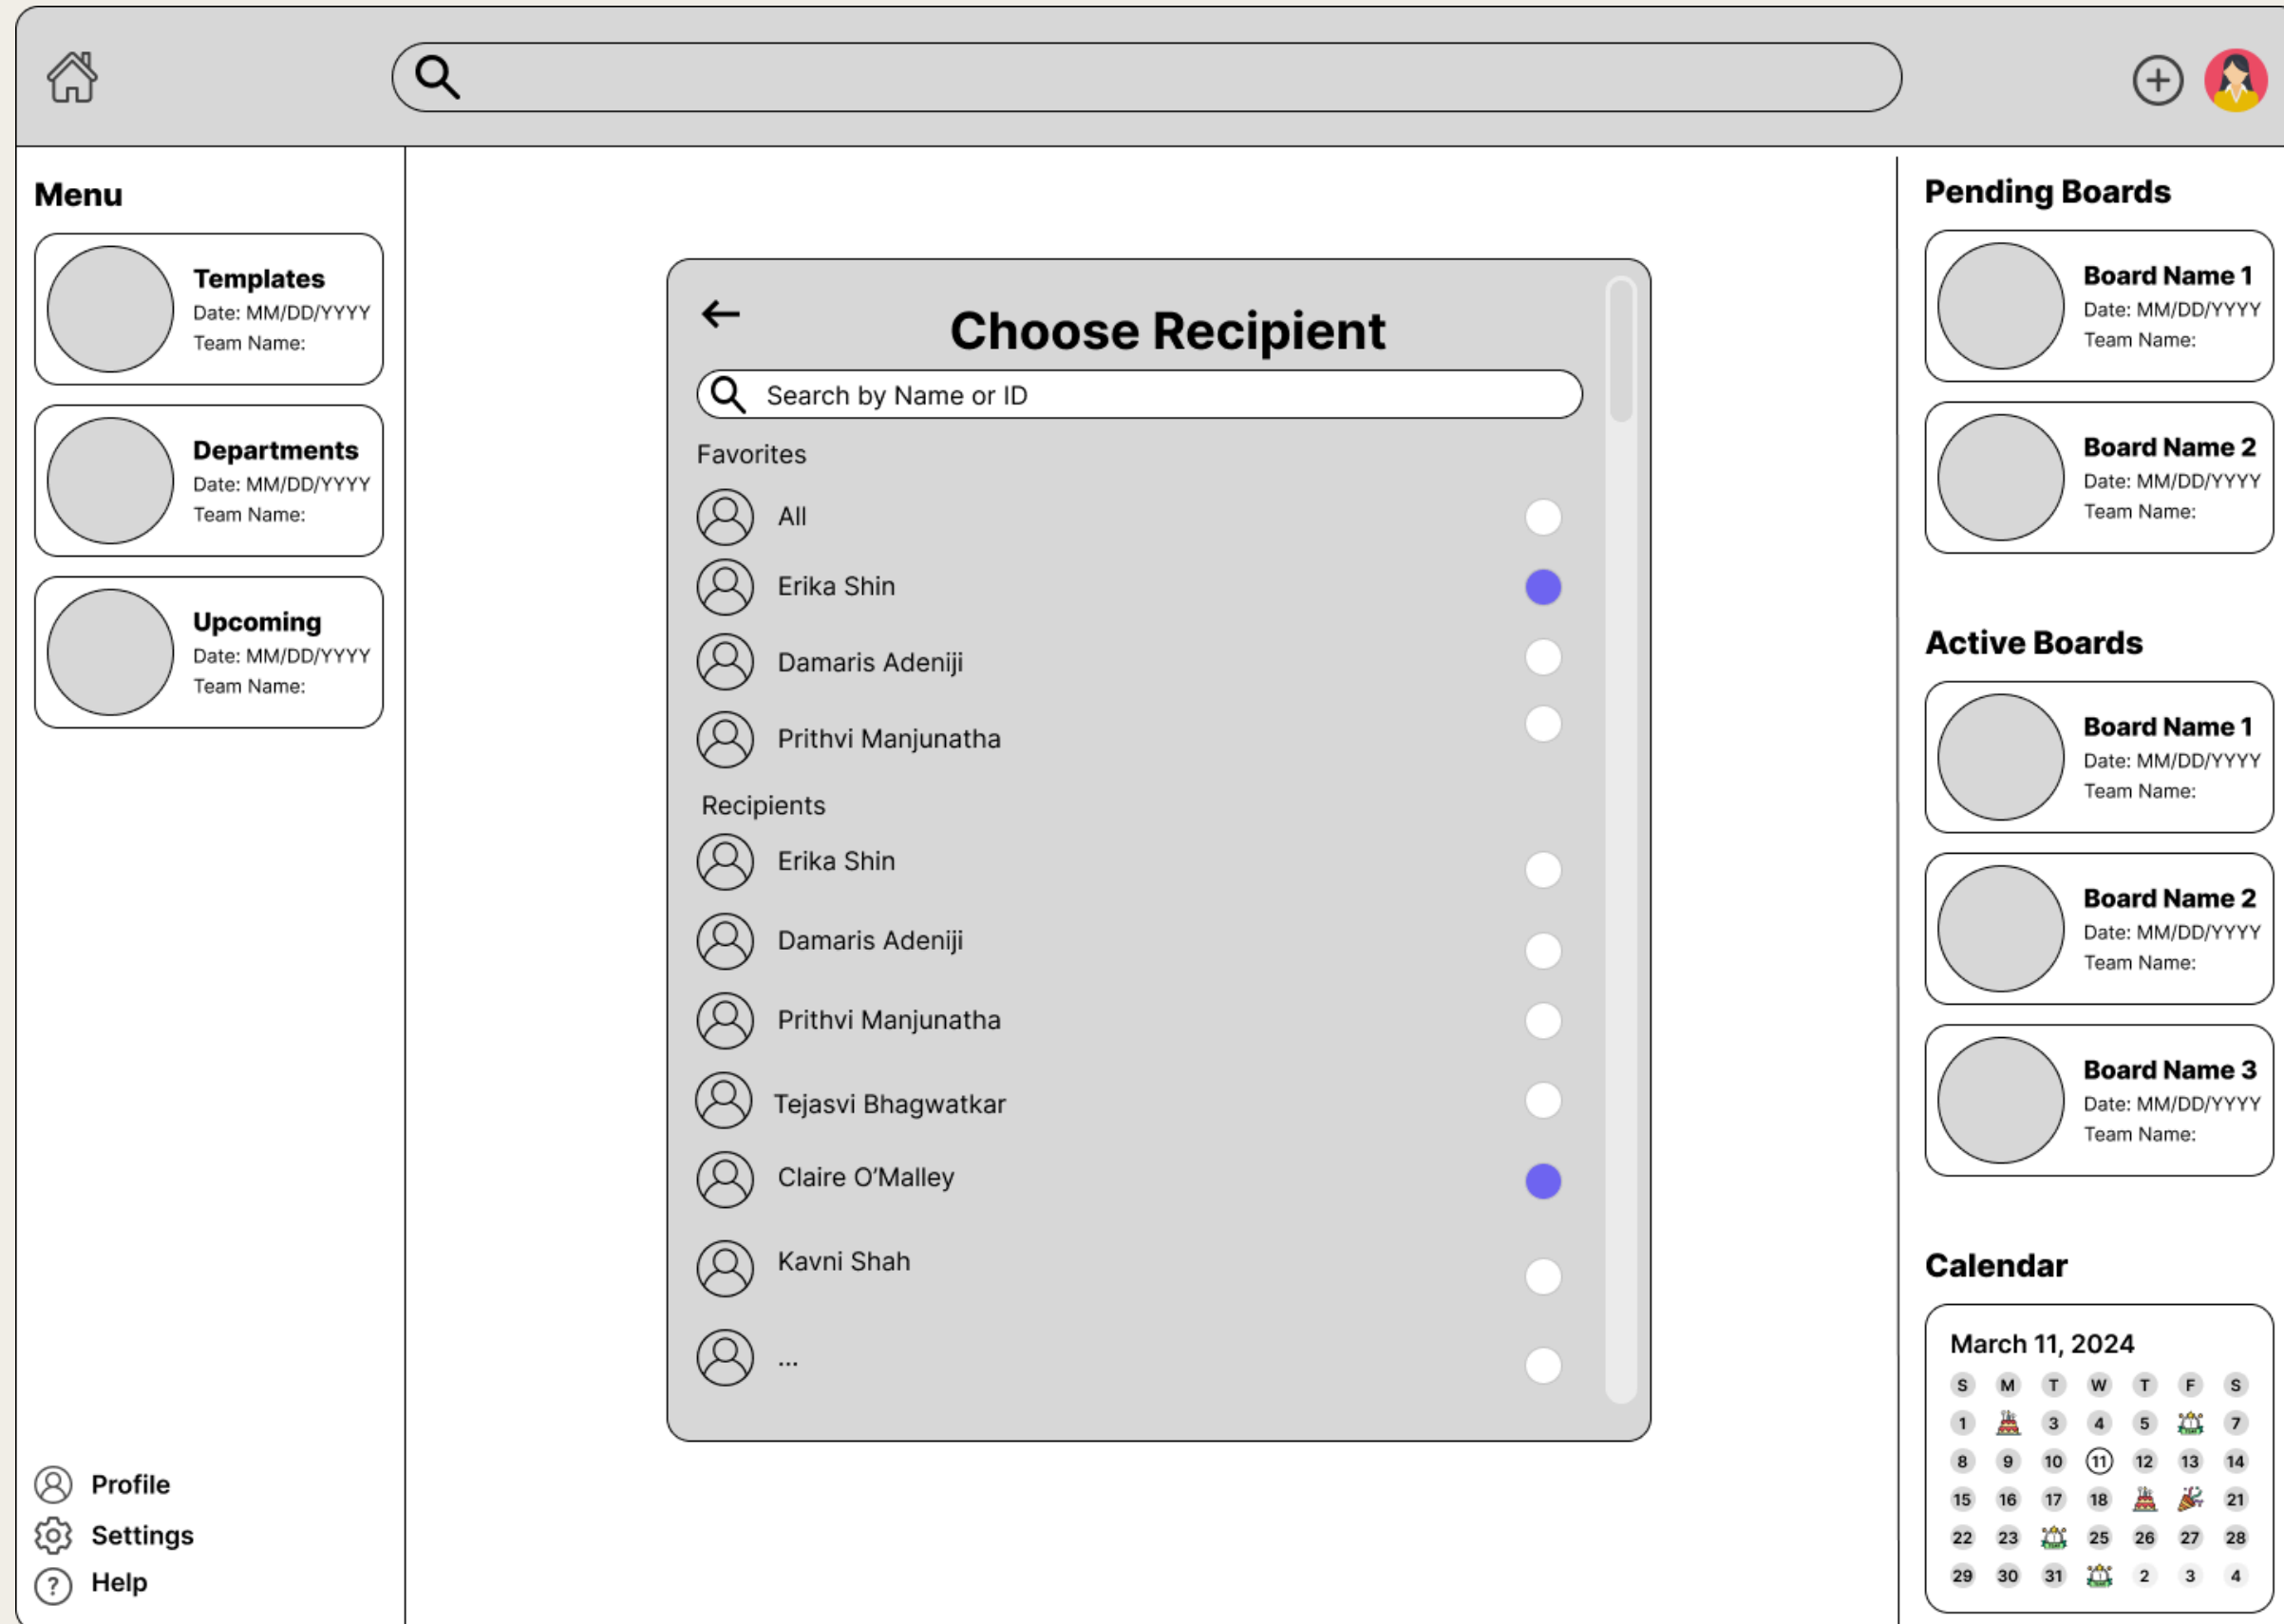 Menu
Templates
Date: MM/DD/YYYY
Team Name:
Departments
Date: MM/DD/YYYY
Team Name:
Upcoming
Date: MM/DD/YYYY
Team Name:
Profile
Settings
? Help
Choose Recipient
Search by Name or ID
Favorites
All
Erika Shin
Damaris Adeniji
Prithvi Manjunatha
Recipients
Erika Shin
Damaris Adeniji
Prithvi Manjunatha
Tejasvi Bhagwatkar
Claire O’Malley
Kavni Shah
...
Pending Boards
Board Name 1
Date: MM/DD/YYYY
Team Name:
Board Name 2
Date: MM/DD/YYYY
Team Name:
Active Boards
Board Name 1
Date: MM/DD/YYYY
Team Name:
Board Name 2
Date: MM/DD/YYYY
Team Name:
Board Name 3
Date: MM/DD/YYYY
Team Name:
Calendar
March 11, 2024
S M T W T F S
1 3 4 5 7
8 9 10 11 12 13 14
15 16 17 18 21
22 23 25 26 27 28
29 30 31 2 3 4